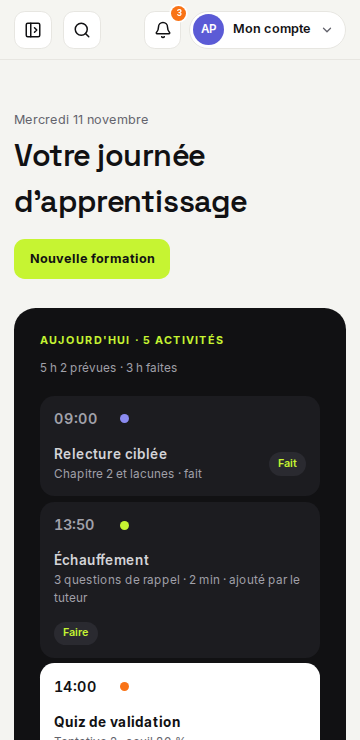 3
AP Mon compte
Mercredi 11 novembre
Votre journée
d'apprentissage
Nouvelle formation
AUJOURD'HUI · 5 ACTIVITÉS
5 h 2 prévues · 3 h faites
09:00
Relecture ciblée
Chapitre 2 et lacunes · fait
Fait
13:50
Échauffement
3 questions de rappel · 2 min · ajouté par le
tuteur
Faire
14:00
Quiz de validation